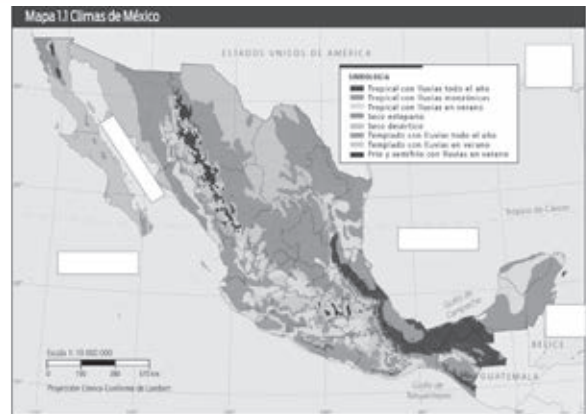 Mapa 1.1 Climas de México
ESTADOS UNIDOS DE AMÉRICA
SIMBOLOGÍA
Tropical con lluvias todo el año
Tropical con lluvias monzónicas
Tropical con lluvias en verano
Seco estepario
Seco desértico
Templado con lluvias todo el año
Templado con lluvias en verano
Frío y semifrío con lluvias en verano
Trópico de Cáncer
Golfo de
Campeche
BELICE
GUATEMALA
Golfo de
Tehuantepec
Escala 1: 10 000 000
Proyección Cónica Conforme de Lambert